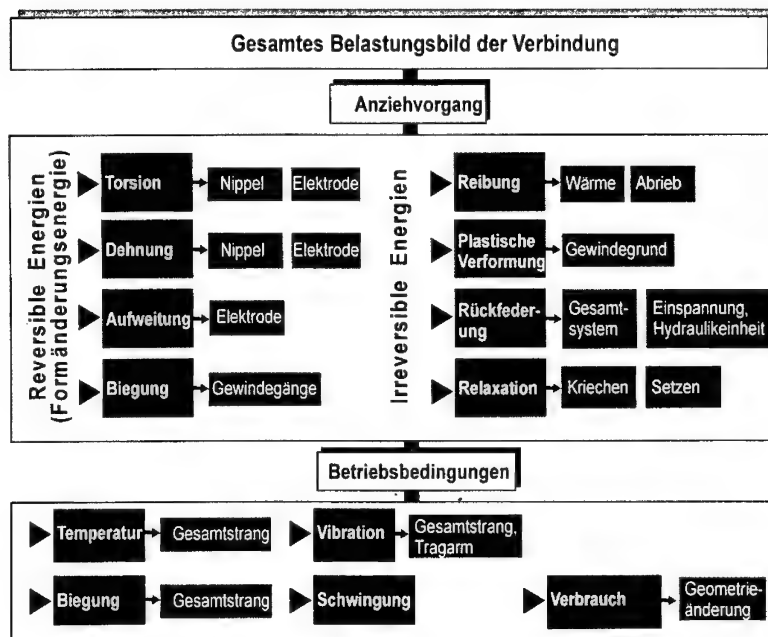 Gesamtes Belastungsbild der Verbindung
Anziehvorgang
Reversible Energien
(Formänderungsenergie)
Torsion
Nippel
Elektrode
Dehnung
Nippel
Elektrode
Aufweitung
Elektrode
Biegung
Gewindegänge
Irreversible Energien
Reibung
Wärme
Abrieb
Plastische
Verformung
Gewindegrund
Rückfeder-
ung
Gesamt-
system
Einspannung,
Hydraulikeinheit
Relaxation
Kriechen
Setzen
Betriebsbedingungen
Temperatur
Gesamtstrang
Vibration
Gesamtstrang,
Tragarm
Biegung
Gesamtstrang
Schwingung
Verbrauch
Geometrie-
änderung